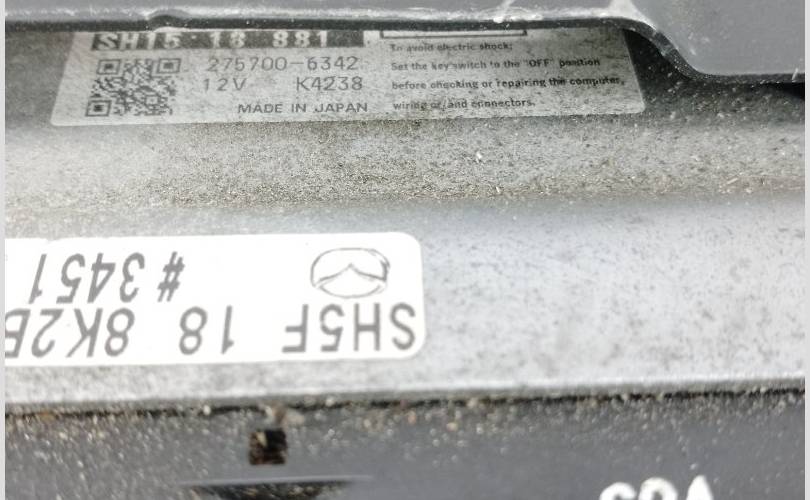 SH15 18 881
275700-6342
12V K4238
MADE IN JAPAN
To avoid electric shock;
Set the key switch to the "OFF" position
before checking or repairing the computer,
wiring or/and connectors.
SH5F 18 8K2
# 3451